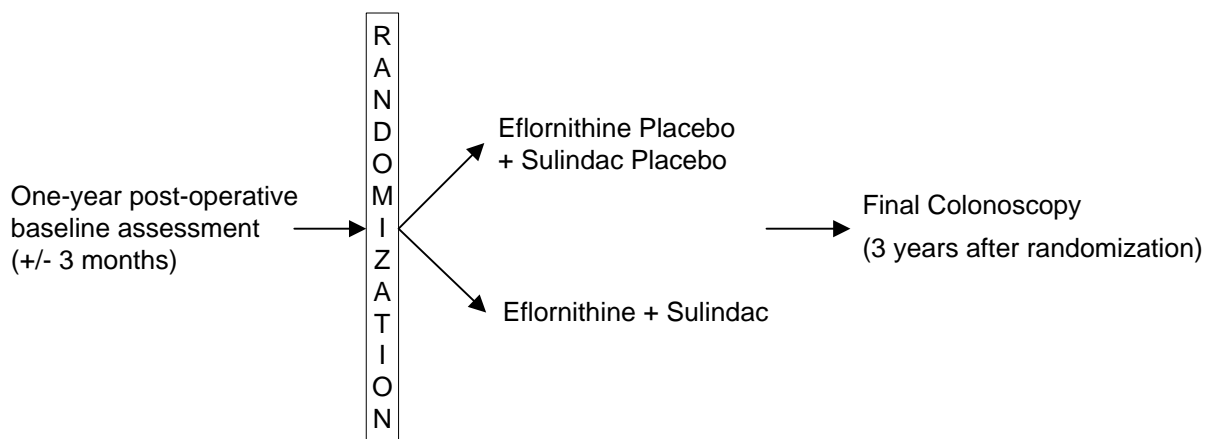 One-year post-operative
baseline assessment
(+/- 3 months)
R
A
N
D
O
M
I
Z
A
T
I
O
N
Eflornithine Placebo
+ Sulindac Placebo
Eflornithine + Sulindac
Final Colonoscopy
(3 years after randomization)